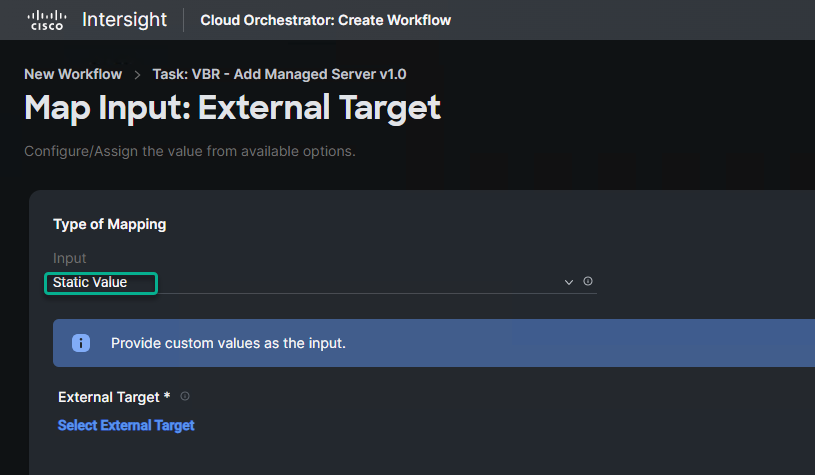 cisco Intersight Cloud Orchestrator: Create Workflow
New Workflow > Task: VBR - Add Managed Server v1.0
Map Input: External Target
Configure/Assign the value from available options.
Type of Mapping
Input
Static Value
Provide custom values as the input.
External Target *
Select External Target